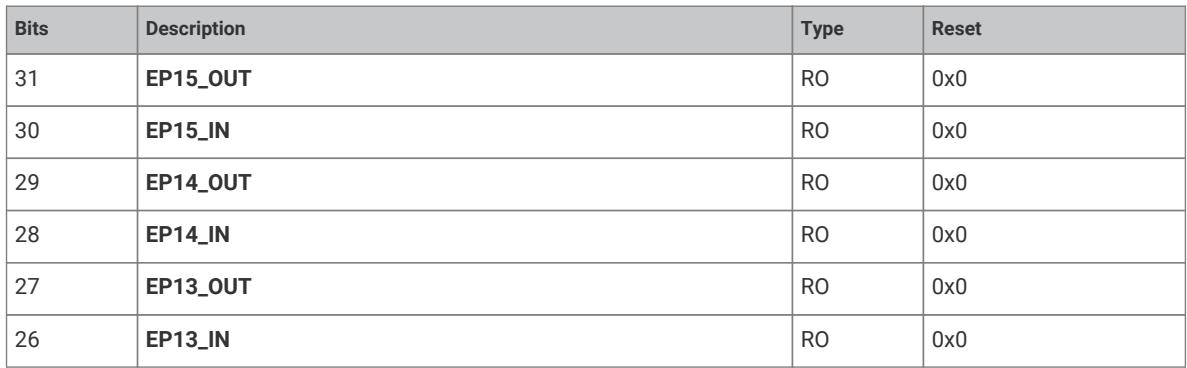 Bits Description Type Reset
31 EP15_OUT RO 0x0
30 EP15_IN RO 0x0
29 EP14_OUT RO 0x0
28 EP14_IN RO 0x0
27 EP13_OUT RO 0x0
26 EP13_IN RO 0x0